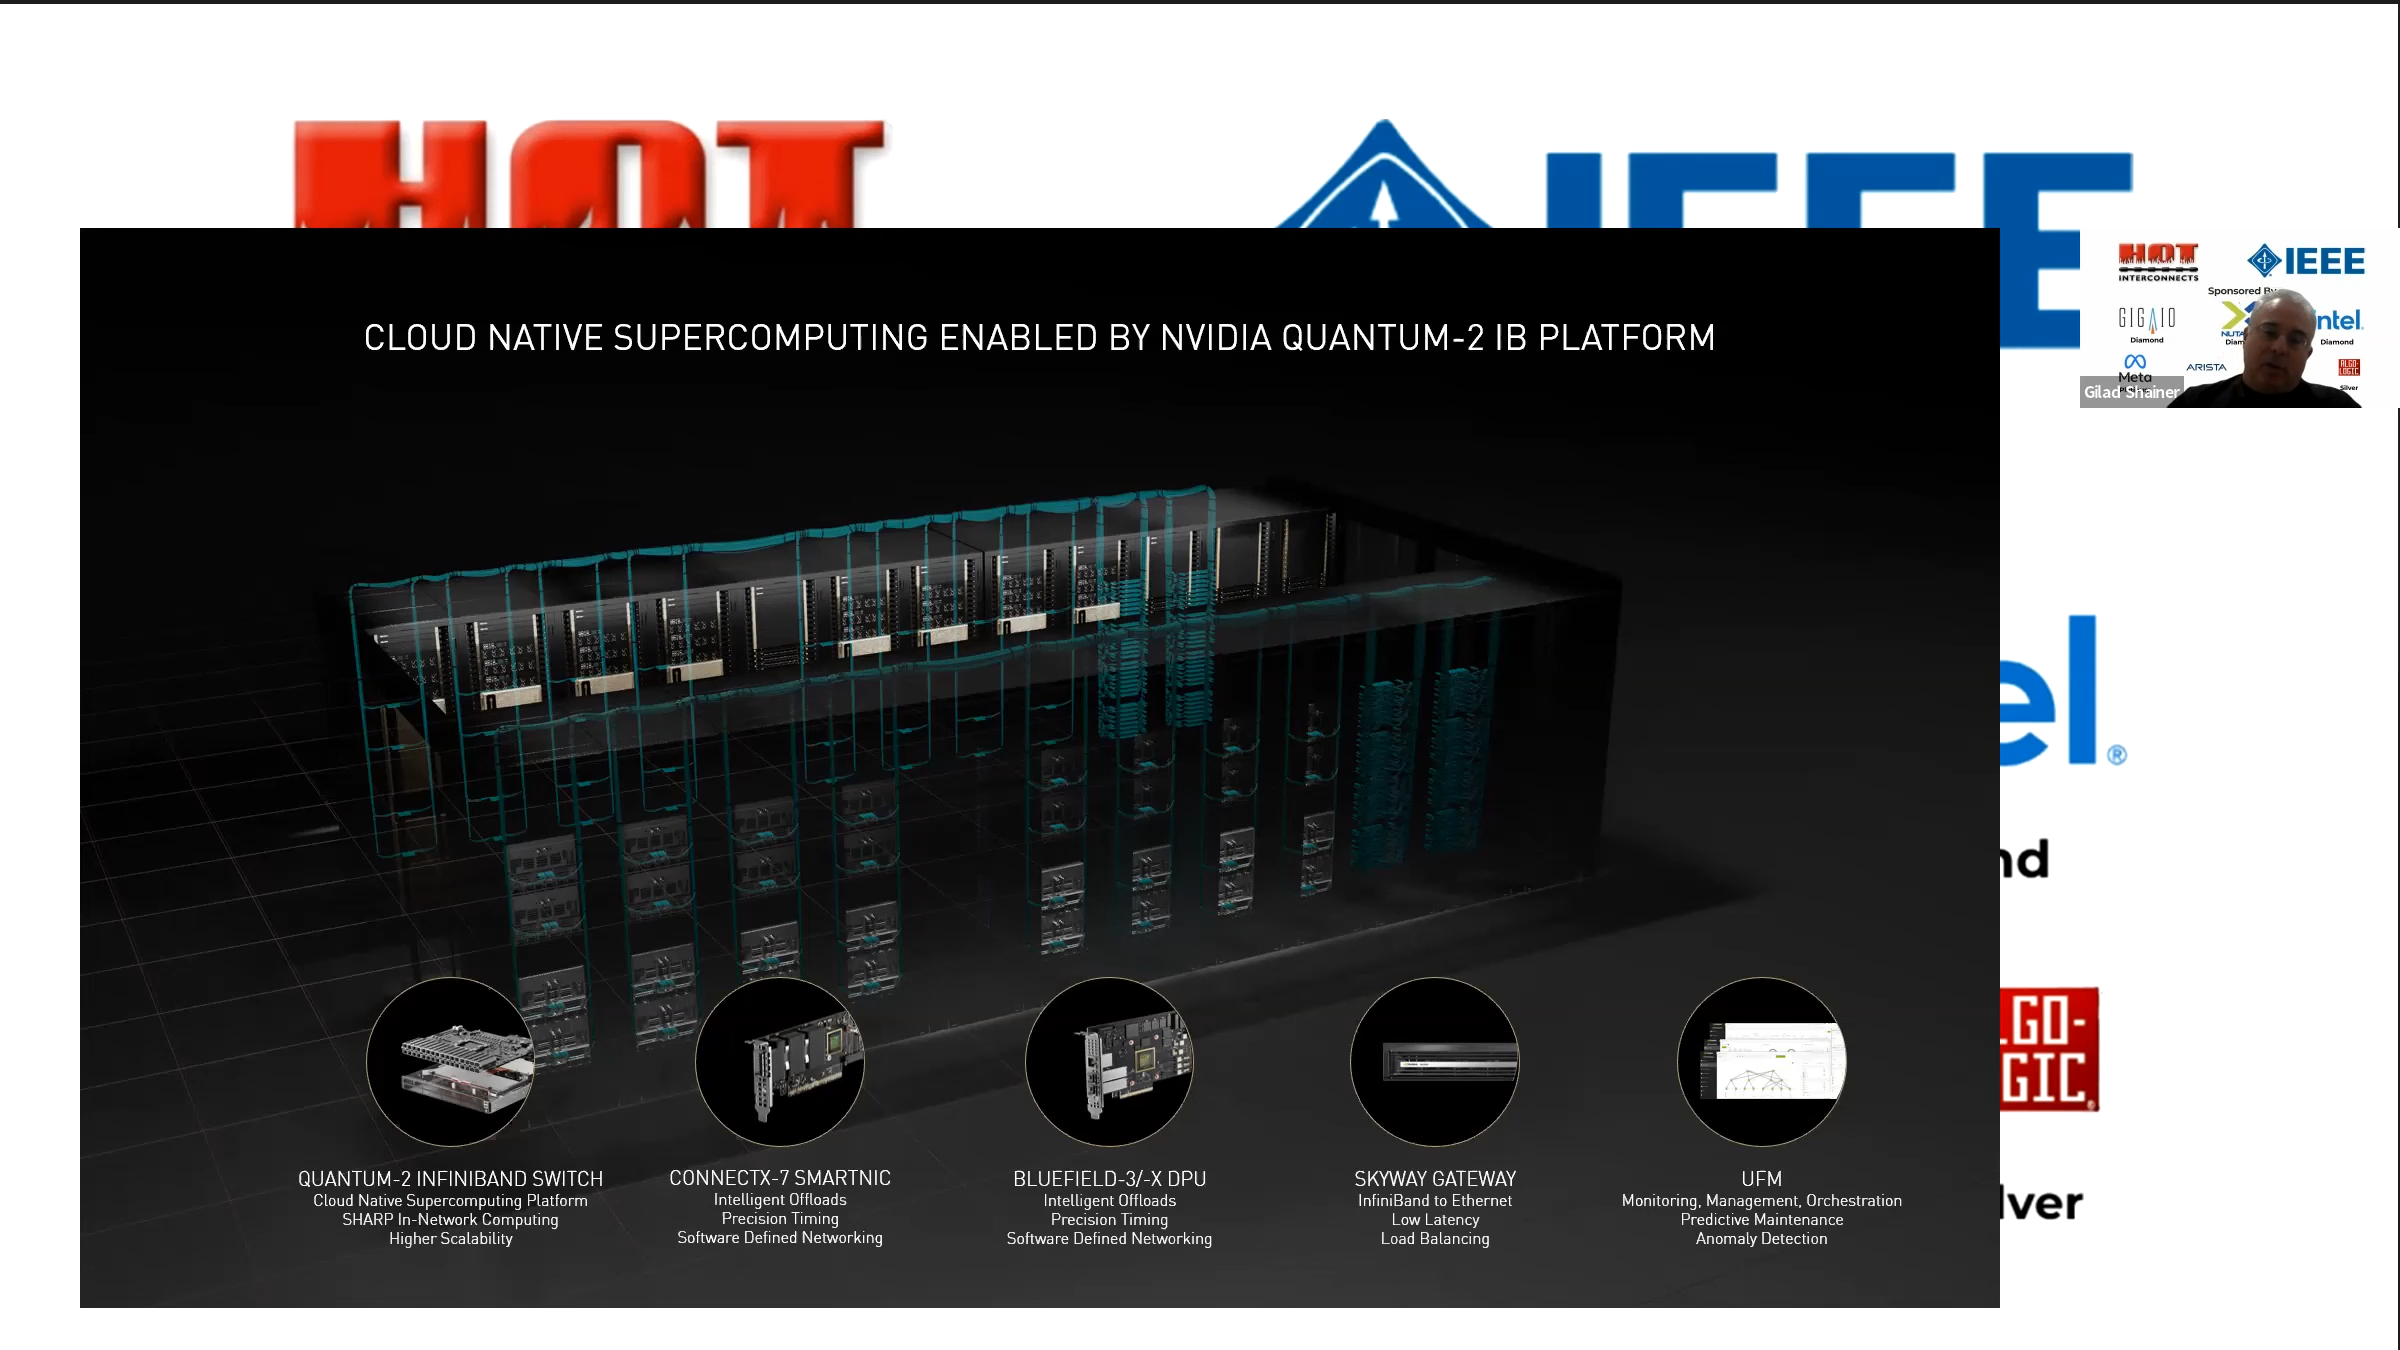 HOT
IEEE
CLOUD NATIVE SUPERCOMPUTING ENABLED BY NVIDIA QUANTUM-2 IB PLATFORM
HOT
INTERCONNECTS
IEEE
Sponsored By
GIGAIO
Diamond
intel.
Diamond
Meta
ARISTA
ALGO-
LOGIC
Silver
Gilad Shainer
el®
nd
GO-
GIC
lver
QUANTUM-2 INFINIBAND SWITCH
Cloud Native Supercomputing Platform
SHARP In-Network Computing
Higher Scalability
CONNECTX-7 SMARTNIC
Intelligent Offloads
Precision Timing
Software Defined Networking
BLUEFIELD-3/-X DPU
Intelligent Offloads
Precision Timing
Software Defined Networking
SKYWAY GATEWAY
InfiniBand to Ethernet
Low Latency
Load Balancing
UFM
Monitoring, Management, Orchestration
Predictive Maintenance
Anomaly Detection